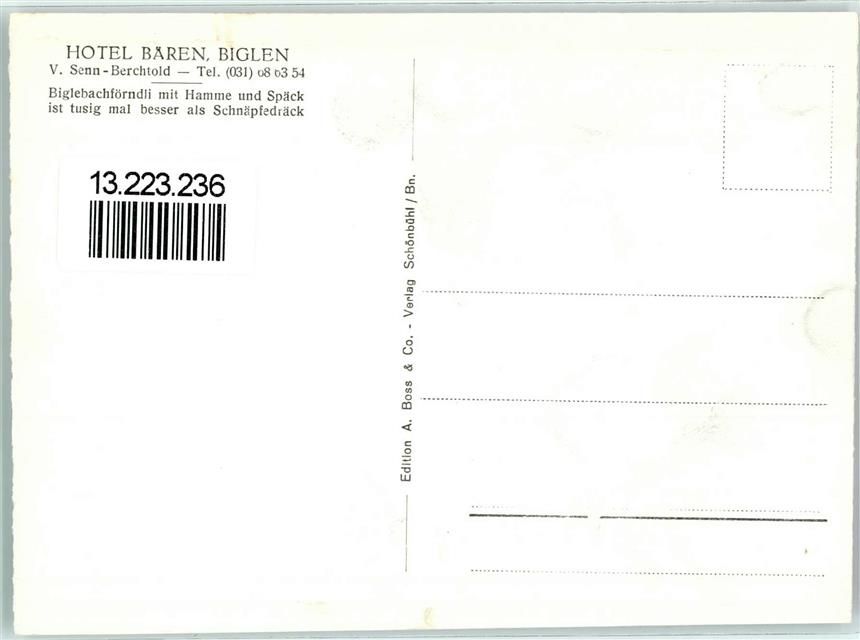 HOTEL BÄREN, BIGLEN
V. Senn-Berchtold — Tel. (031) 68 63 54
Biglebachförndli mit Hamme und Späck
ist tusig mal besser als Schnäpfedräck
13.223.236
Edition A. Boss & Co. - Verlag Schönbühl / Bn.